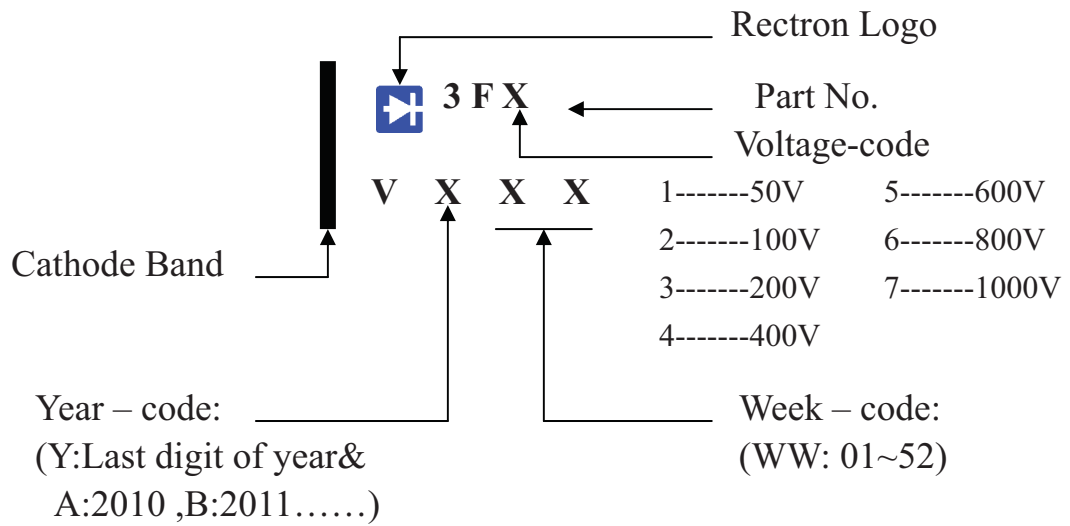 Rectron Logo
3 F X
Part No.
Voltage-code
V X X X
1-------50V 5-------600V
2-------100V 6-------800V
3-------200V 7-------1000V
4-------400V
Cathode Band
Year – code:
(Y:Last digit of year&
A:2010 ,B:2011……)
Week – code:
(WW: 01~52)